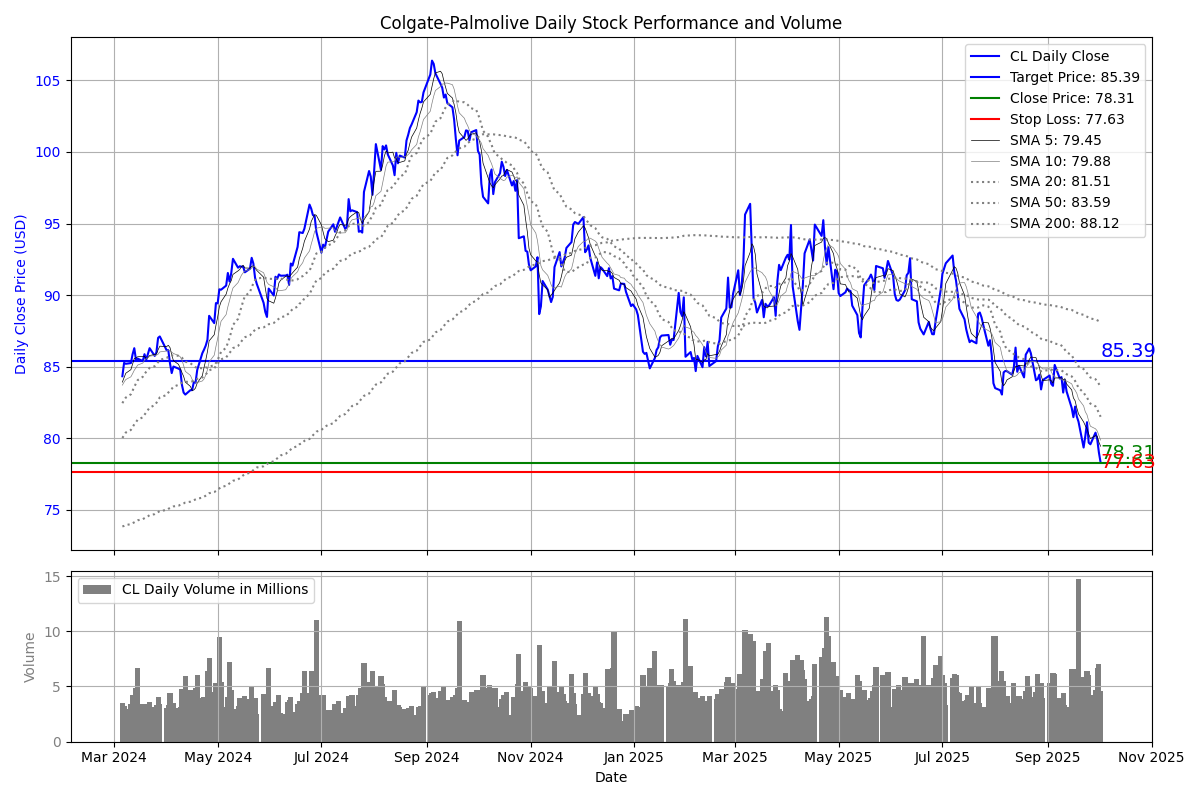 Colgate-Palmolive Daily Stock Performance and Volume
Daily Close Price (USD)
105
100
95
90
85
80
75
CL Daily Close
Target Price: 85.39
Close Price: 78.31
Stop Loss: 77.63
SMA 5: 79.45
SMA 10: 79.88
SMA 20: 81.51
SMA 50: 83.59
SMA 200: 88.12
85.39
78.31
77.63
Volume
15
10
5
0
CL Daily Volume in Millions
Mar 2024
May 2024
Jul 2024
Sep 2024
Nov 2024
Jan 2025
Mar 2025
May 2025
Jul 2025
Sep 2025
Nov 2025
Date